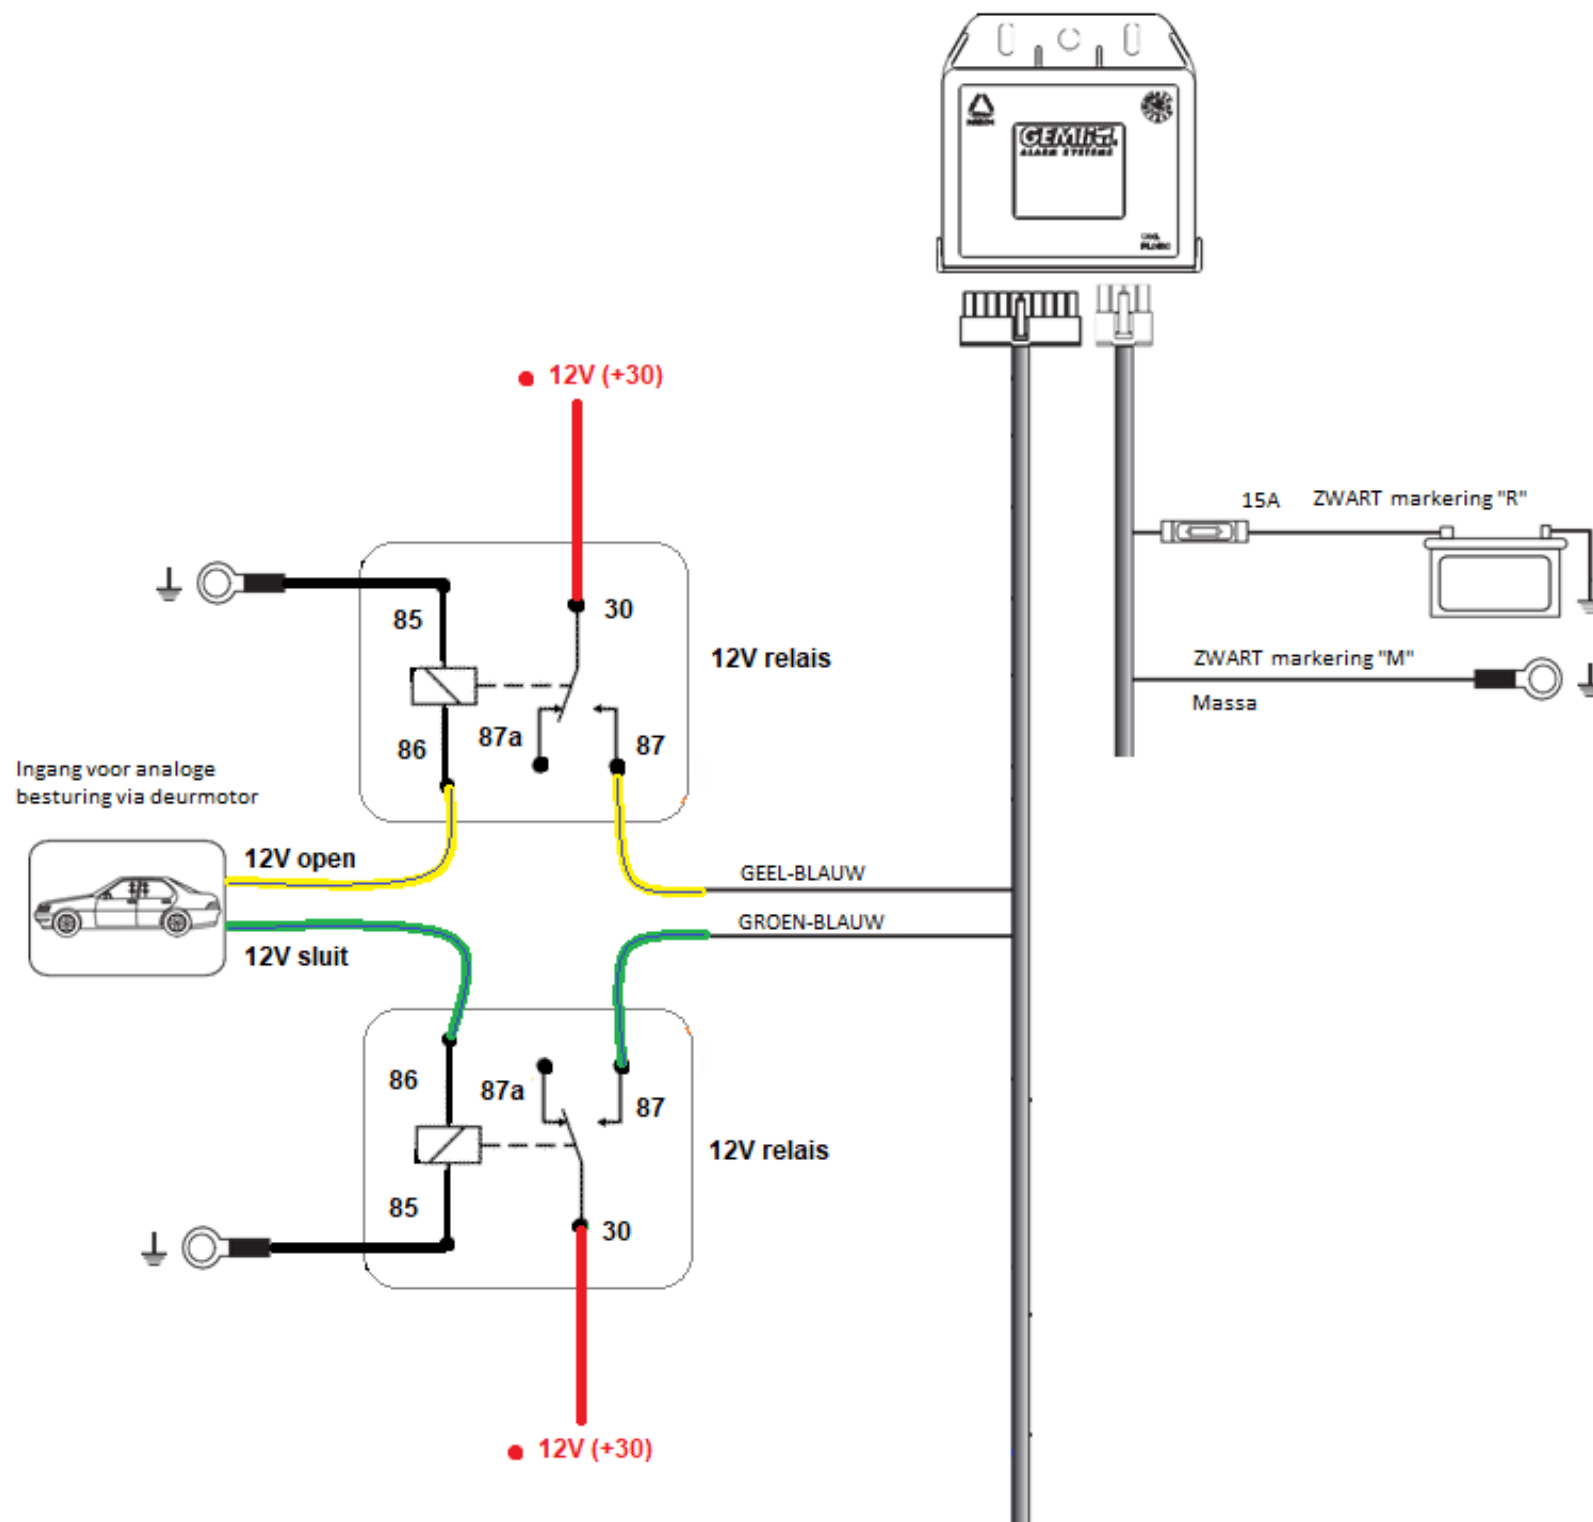 GEMINI
ALARM SYSTEMS
12V (+30)
15A
ZWART markering "R"
85
30
12V relais
ZWART markering "M"
Massa
86
87a
87
Ingang voor analoge
besturing via deurmotor
12V open
GEEL-BLAUW
GROEN-BLAUW
12V sluit
86
87a
87
12V relais
85
30
12V (+30)